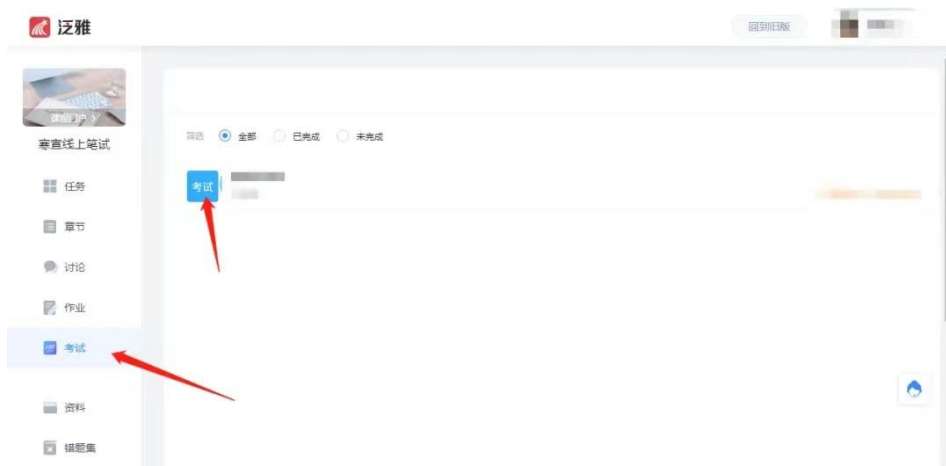 泛雅
回到旧版
课程门户 >
寒宣线上笔试
筛选 全部 已完成 未完成
任务
考试
章节
讨论
作业
考试
资料
错题集